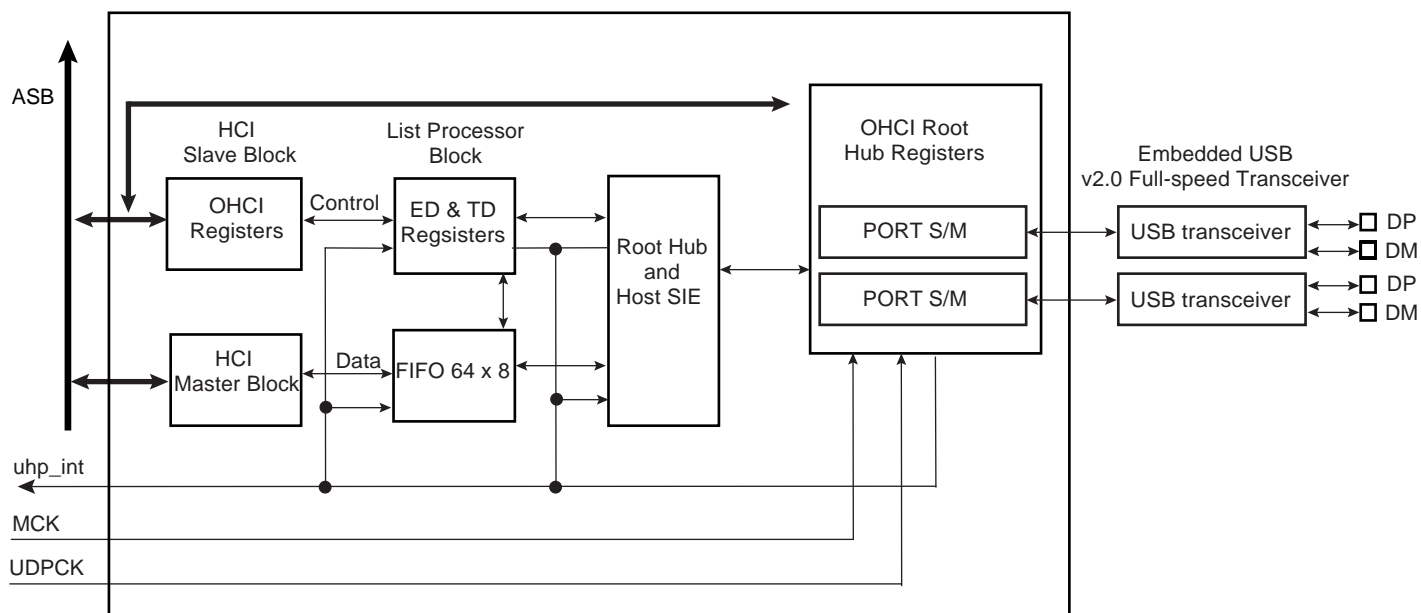 ASB
HCI
Slave Block
List Processor
Block
OHCI
Registers
Control
ED & TD
Regsisters
Root Hub
and
Host SIE
HCI
Master Block
Data
FIFO 64 x 8
OHCI Root
Hub Registers
PORT S/M
PORT S/M
Embedded USB
v2.0 Full-speed Transceiver
USB transceiver
DP
DM
USB transceiver
DP
DM
uhp_int
MCK
UDPCK